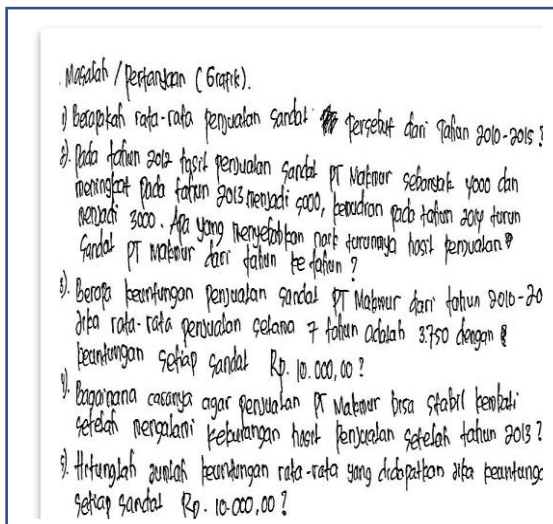 Masalah / Pertanyaan (Grafik).
1) Berapakah rata-rata penjualan sandal tersebut dari Tahun 2010-2015?
2). Pada tahun 2012 hasil penjualan sandal PT Makmur sebanyak 4000 dan
meningkat pada tahun 2013 menjadi 5000, kemudian pada tahun 2014 turun
menjadi 3000. Apa yang menyebabkan naik turunnya hasil penjualan
sandal PT Makmur dari tahun ke tahun?
3). Berapa keuntungan penjualan sandal PT Makmur dari tahun 2010-20
jika rata-rata penjualan selama 7 tahun adalah 3.750 dengan
keuntungan setiap sandal Rp. 10.000,00?
4). Bagaimana caranya agar penjualan PT Makmur bisa stabil kembali
setelah mengalami kekurangan hasil penjualan setelah tahun 2013?
5). Hitunglah jumlah keuntungan rata-rata yang didapatkan jika keuntunga
setiap sandal Rp. 10.000,00?